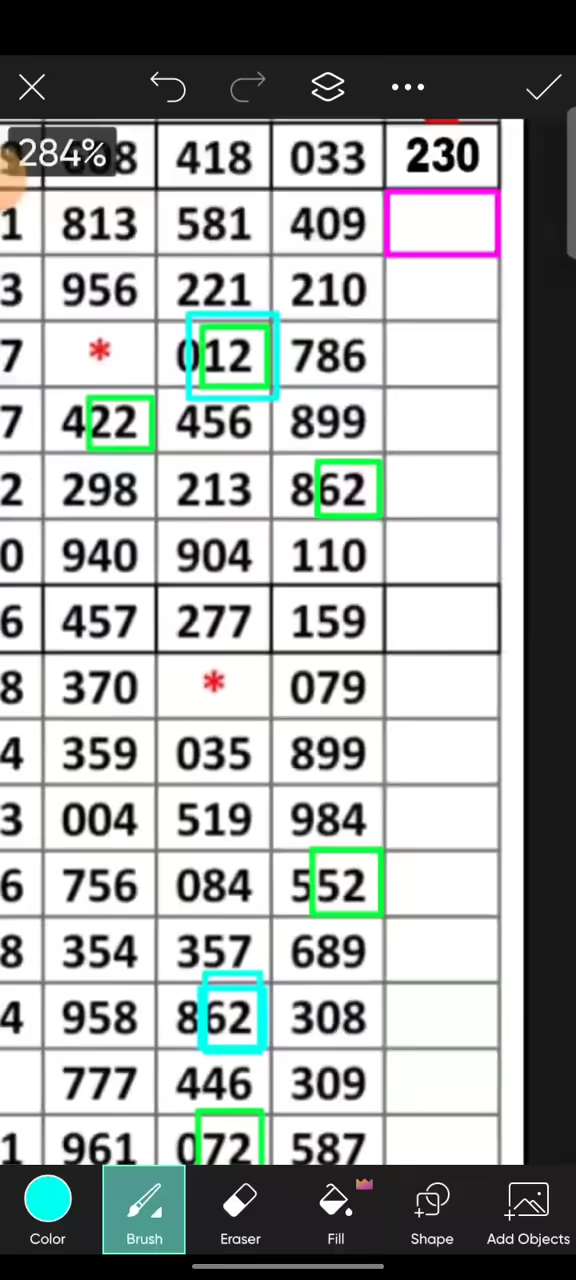 284% 8 418 033 230
1 813 581 409
3 956 221 210
7 * 012 786
7 422 456 899
2 298 213 862
0 940 904 110
6 457 277 159
8 370 * 079
4 359 035 899
3 004 519 984
6 756 084 552
8 354 357 689
4 958 862 308
777 446 309
1 961 072 587
Color Brush Eraser Fill Shape Add Objects